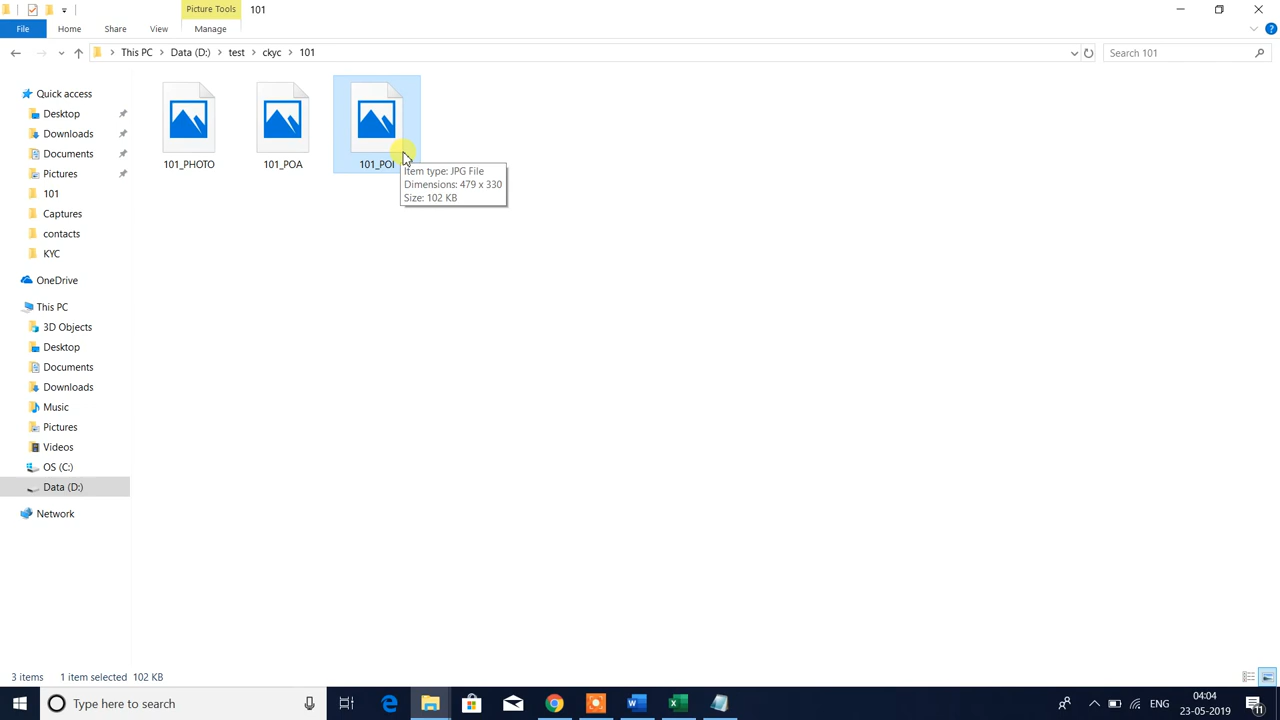 Picture Tools
101
File
Home
Share
View
Manage
This PC
Data (D:)
test
ckyc
101
Search 101
Quick access
Desktop
Downloads
Documents
Pictures
101
Captures
contacts
KYC
OneDrive
This PC
3D Objects
Desktop
Documents
Downloads
Music
Pictures
Videos
OS (C:)
Data (D:)
Network
101_PHOTO
101_POA
101_POI
Item type: JPG File
Dimensions: 479 x 330
Size: 102 KB
3 items
1 item selected 102 KB
Type here to search
ENG
04:04
23-05-2019
11